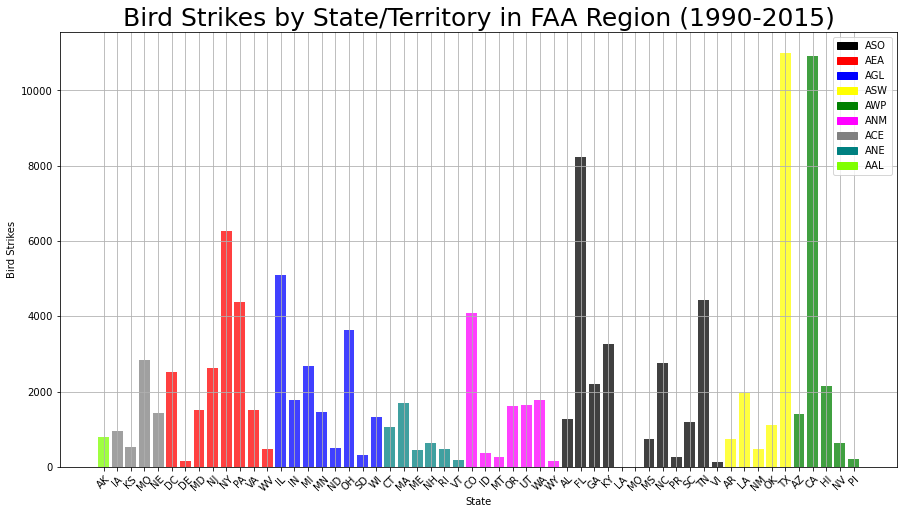 Bird Strikes by State/Territory in FAA Region (1990-2015)
ASO
AEA
AGL
ASW
AWP
ANM
ACE
ANE
AAL
10000
8000
6000
4000
2000
0
Bird Strikes
AK IA KS MO NE DC DE MD NJ NY PA VA WV IL IN MI MN ND OH SD WI CT MA ME NH RI VT CO ID MT OR UT WA WY AL FL GA KY LA MO MS NC PR SC TN VI AR LA NM OK TX AZ CA HI NV PI
State